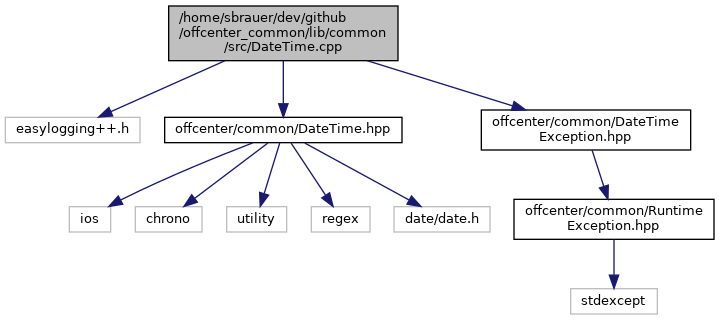 /home/sbrauer/dev/github
/offcenter_common/lib/common
/src/DateTime.cpp
easylogging++.h
offcenter/common/DateTime.hpp
offcenter/common/DateTime
Exception.hpp
ios
chrono
utility
regex
date/date.h
offcenter/common/Runtime
Exception.hpp
stdexcept